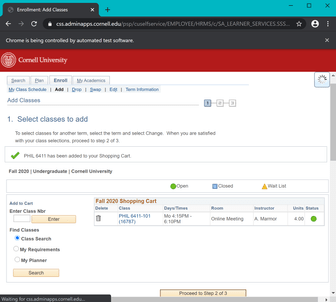 Enrollment: Add Classes
css.adminapps.cornell.edu/psp/cuselfservice/EMPLOYEE/HRMS/c/SA_LEARNER_SERVICES.SSS...
Chrome is being controlled by automated test software.
Cornell University
Search Plan Enroll My Academics
My Class Schedule | Add | Drop | Swap | Edit | Term Information
Add Classes
1 2 3
1. Select classes to add
To select classes for another term, select the term and select Change. When you are satisfied
with your class selections, proceed to step 2 of 3.
PHIL 6411 has been added to your Shopping Cart.
Fall 2020 | Undergraduate | Cornell University
Open Closed Wait List
Add to Cart
Enter Class Nbr
Enter
Find Classes
Class Search
My Requirements
My Planner
Search
Fall 2020 Shopping Cart
Delete Class Days/Times Room Instructor Units Status
PHIL 6411-101 (18787) Mo 4:15PM - 6:10PM Online Meeting A. Marmor 4.00
Proceed to Step 2 of 3
Waiting for css.adminapps.cornell.edu...